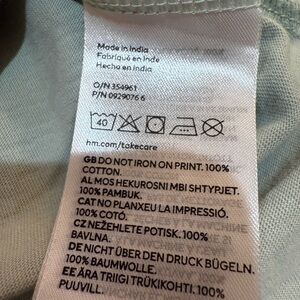 Made in India
Fabriqué en Inde
Hecho en India
O/N 354961
P/N 0929076 6
40
hm.com/takecare
GB DO NOT IRON ON PRINT. 100%
COTTON.
AL MOS HEKUROSNI MBI SHTYPJET.
100% PAMBUK.
CAT NO PLANXEU LA IMPRESSIÓ.
100% COTÓ.
CZ NEŽEHLETE POTISK. 100%
BAVLNA.
DE NICHT ÜBER DEN DRUCK BÜGELN.
100% BAUMWOLLE.
EE ÄRA TRIIGI TRÜKIKOHTI. 100%
PUUVILL.